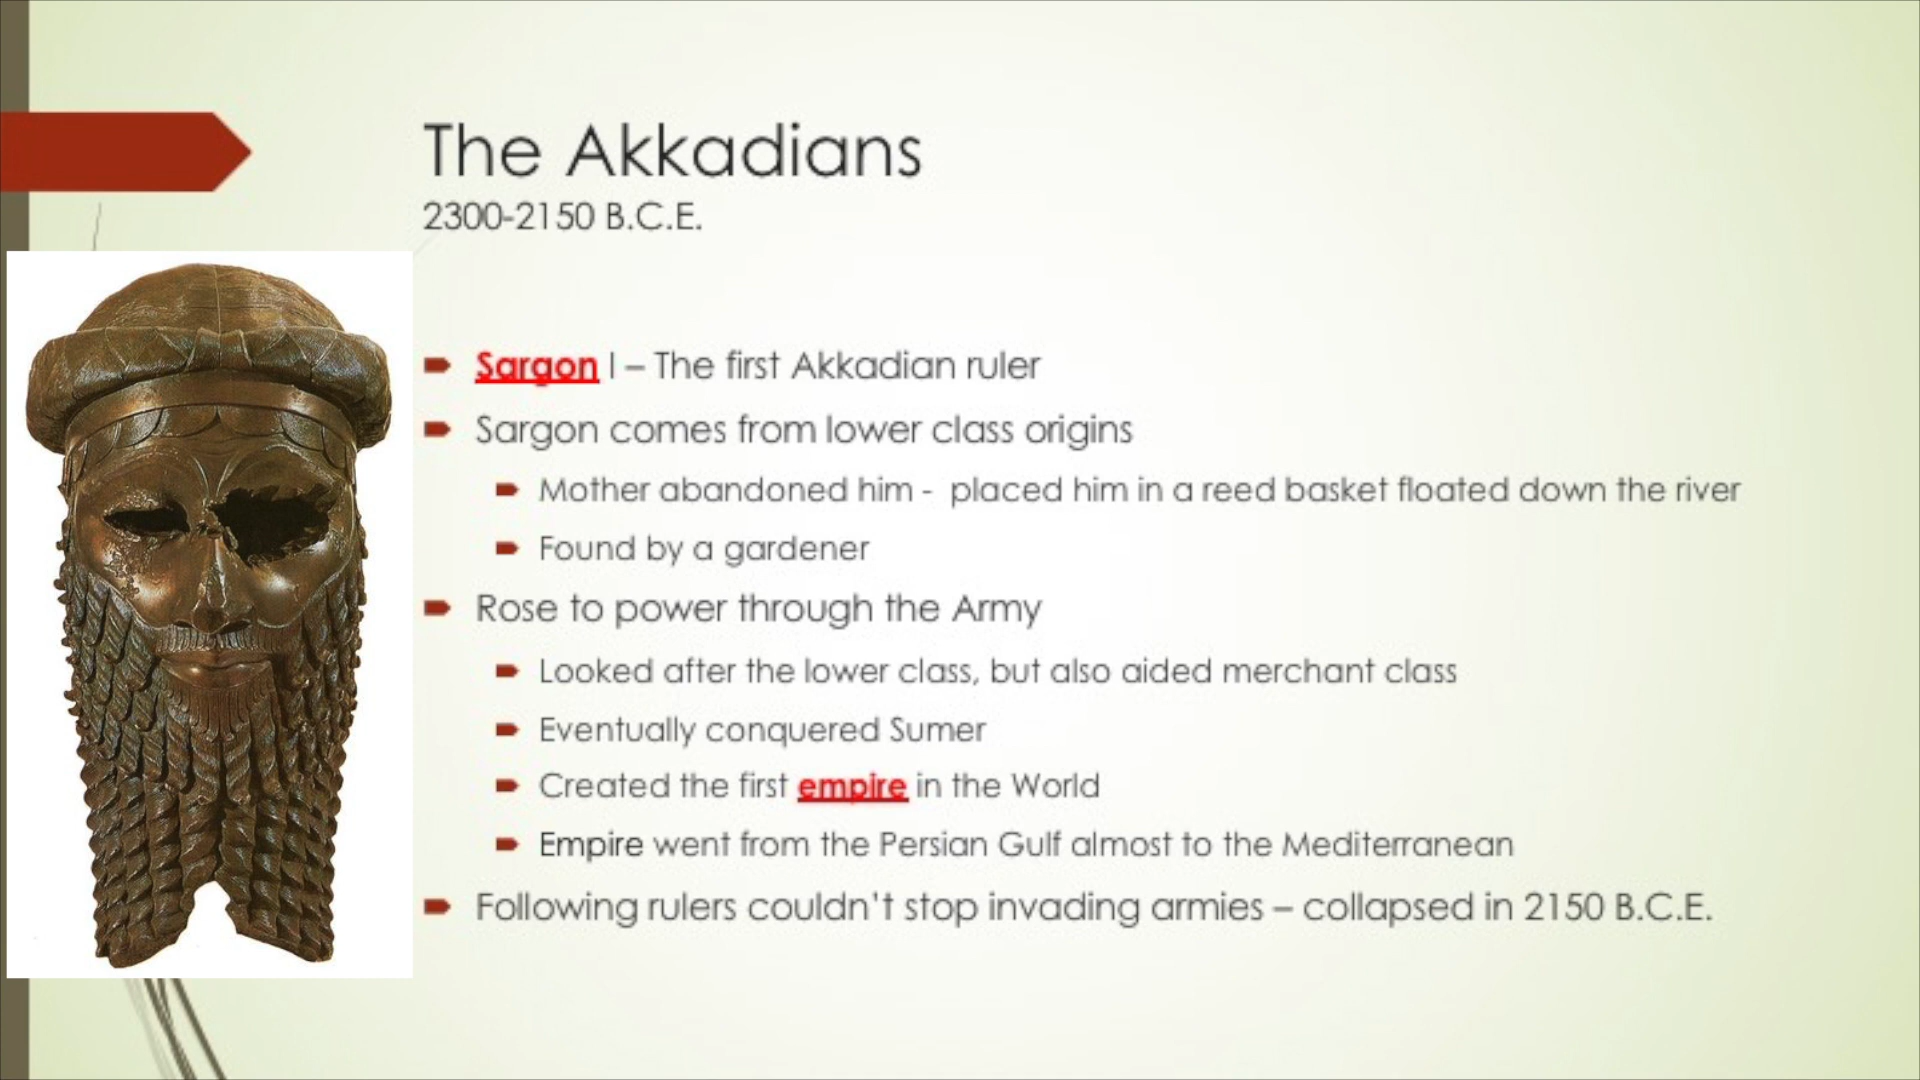 The Akkadians
2300-2150 B.C.E.
Sargon I – The first Akkadian ruler
Sargon comes from lower class origins
Mother abandoned him - placed him in a reed basket floated down the river
Found by a gardener
Rose to power through the Army
Looked after the lower class, but also aided merchant class
Eventually conquered Sumer
Created the first empire in the World
Empire went from the Persian Gulf almost to the Mediterranean
Following rulers couldn't stop invading armies – collapsed in 2150 B.C.E.